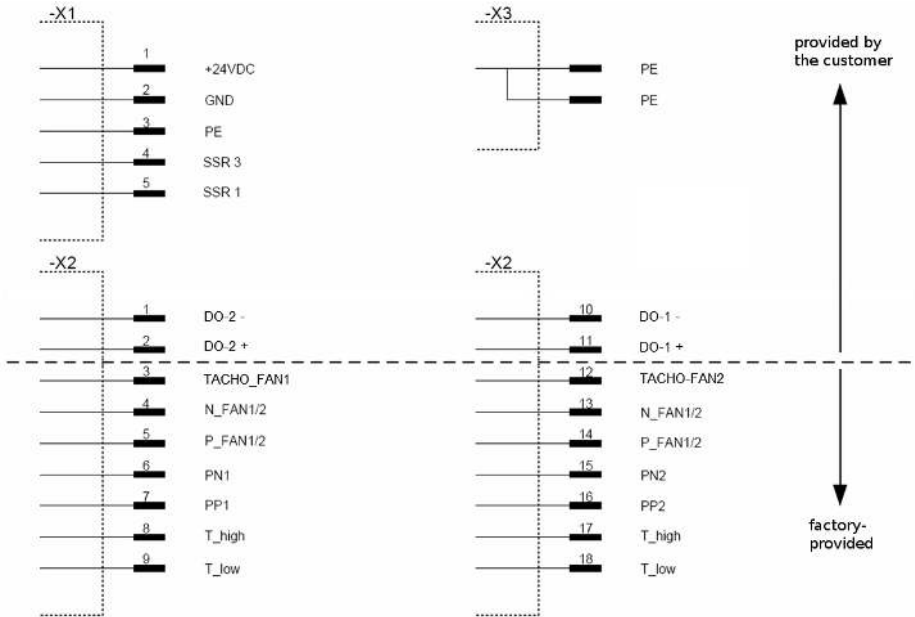 -X1
1 +24VDC
2 GND
3 PE
4 SSR 3
5 SSR 1
-X3
PE
PE
provided by
the customer
-X2
1 DO-2 -
2 DO-2 +
3 TACHO_FAN1
4 N_FAN1/2
5 P_FAN1/2
6 PN1
7 PP1
8 T_high
9 T_low
-X2
10 DO-1 -
11 DO-1 +
12 TACHO-FAN2
13 N_FAN1/2
14 P_FAN1/2
15 PN2
16 PP2
17 T_high
18 T_low
factory-
provided